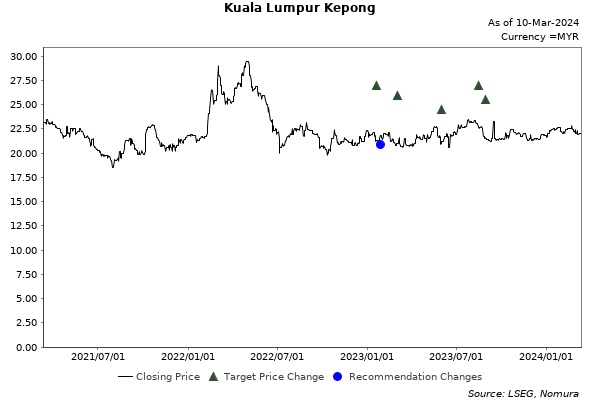 Kuala Lumpur Kepong
As of 10-Mar-2024
Currency =MYR
30.00
27.50
25.00
22.50
20.00
17.50
15.00
12.50
10.00
7.50
5.00
2.50
0.00
2021/07/01 2022/01/01 2022/07/01 2023/01/01 2023/07/01 2024/01/01
Closing Price Target Price Change Recommendation Changes
Source: LSEG, Nomura